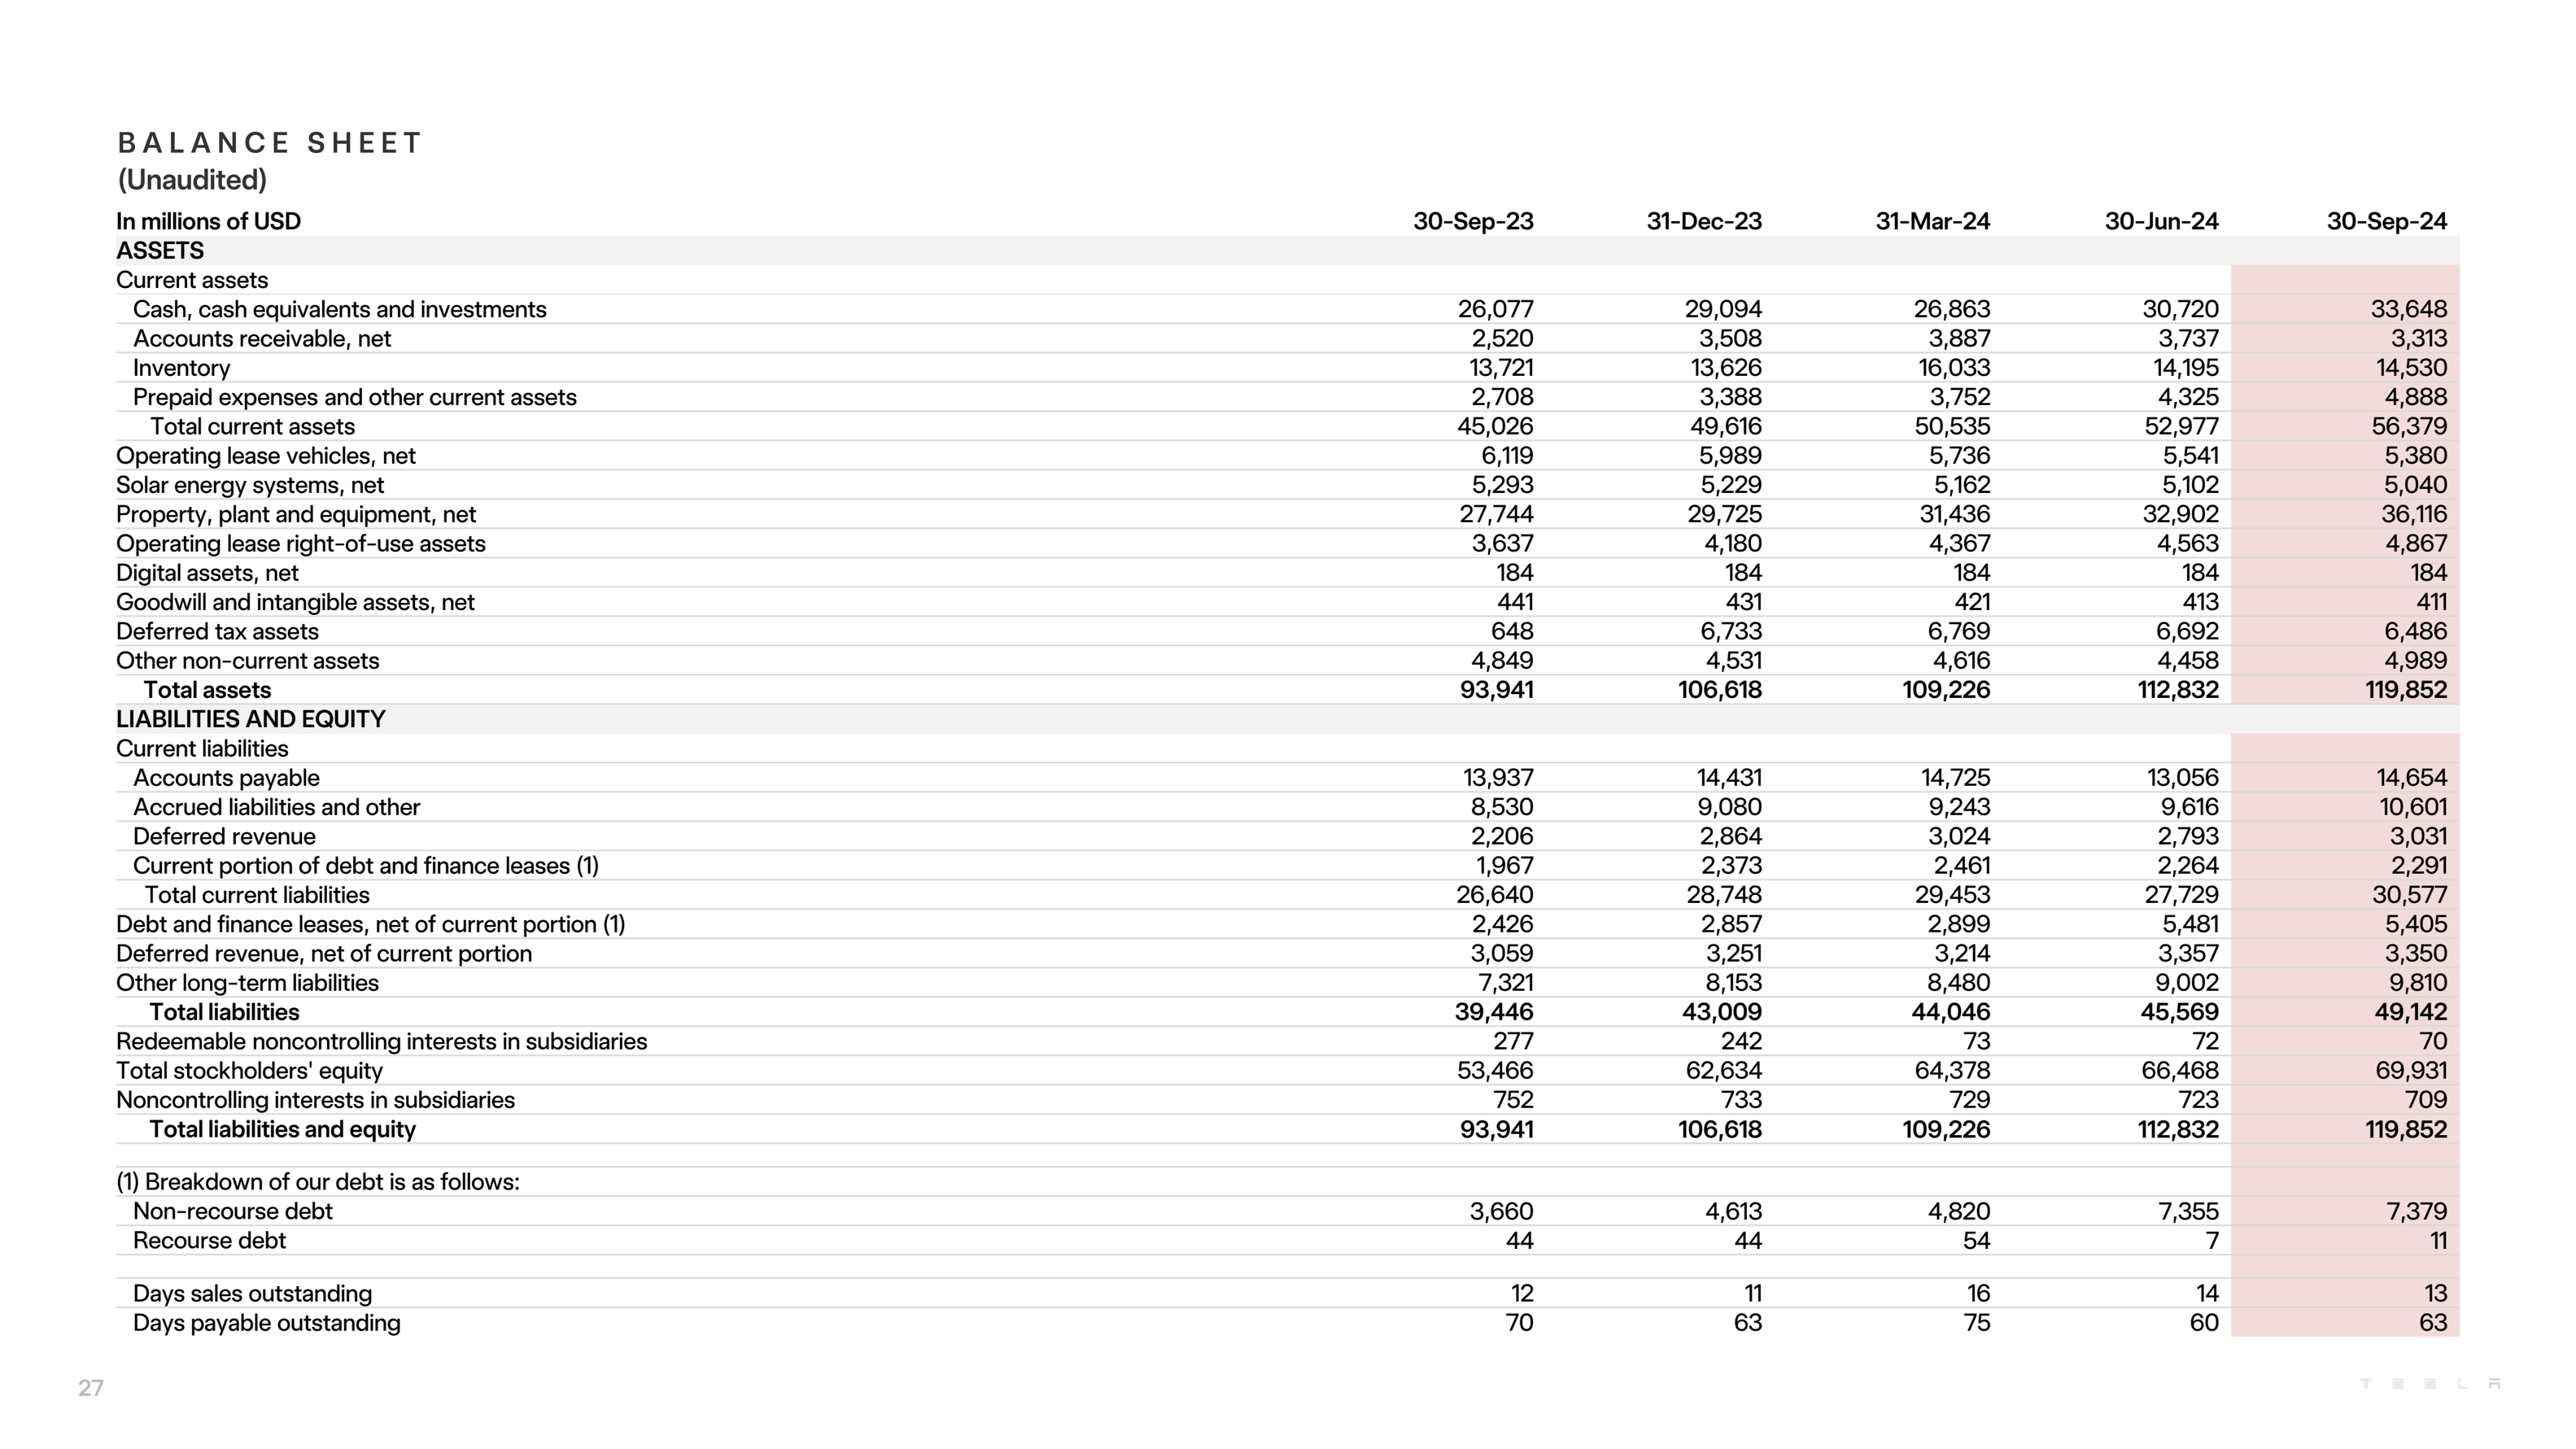 BALANCE SHEET
(Unaudited)
In millions of USD 30-Sep-23 31-Dec-23 31-Mar-24 30-Jun-24 30-Sep-24
ASSETS
Current assets
Cash, cash equivalents and investments 26,077 29,094 26,863 30,720 33,648
Accounts receivable, net 2,520 3,508 3,887 3,737 3,313
Inventory 13,721 13,626 16,033 14,195 14,530
Prepaid expenses and other current assets 2,708 3,388 3,752 4,325 4,888
Total current assets 45,026 49,616 50,535 52,977 56,379
Operating lease vehicles, net 6,119 5,989 5,736 5,541 5,380
Solar energy systems, net 5,293 5,229 5,162 5,102 5,040
Property, plant and equipment, net 27,744 29,725 31,436 32,902 36,116
Operating lease right-of-use assets 3,637 4,180 4,367 4,563 4,867
Digital assets, net 184 184 184 184 184
Goodwill and intangible assets, net 441 431 421 413 411
Deferred tax assets 648 6,733 6,769 6,692 6,486
Other non-current assets 4,849 4,531 4,616 4,458 4,989
Total assets 93,941 106,618 109,226 112,832 119,852
LIABILITIES AND EQUITY
Current liabilities
Accounts payable 13,937 14,431 14,725 13,056 14,654
Accrued liabilities and other 8,530 9,080 9,243 9,616 10,601
Deferred revenue 2,206 2,864 3,024 2,793 3,031
Current portion of debt and finance leases (1) 1,967 2,373 2,461 2,264 2,291
Total current liabilities 26,640 28,748 29,453 27,729 30,577
Debt and finance leases, net of current portion (1) 2,426 2,857 2,899 5,481 5,405
Deferred revenue, net of current portion 3,059 3,251 3,214 3,357 3,350
Other long-term liabilities 7,321 8,153 8,480 9,002 9,810
Total liabilities 39,446 43,009 44,046 45,569 49,142
Redeemable noncontrolling interests in subsidiaries 277 242 73 72 70
Total stockholders' equity 53,466 62,634 64,378 66,468 69,931
Noncontrolling interests in subsidiaries 752 733 729 723 709
Total liabilities and equity 93,941 106,618 109,226 112,832 119,852
(1) Breakdown of our debt is as follows:
Non-recourse debt 3,660 4,613 4,820 7,355 7,379
Recourse debt 44 44 54 7 11
Days sales outstanding 12 11 16 14 13
Days payable outstanding 70 63 75 60 63
27
TESLA